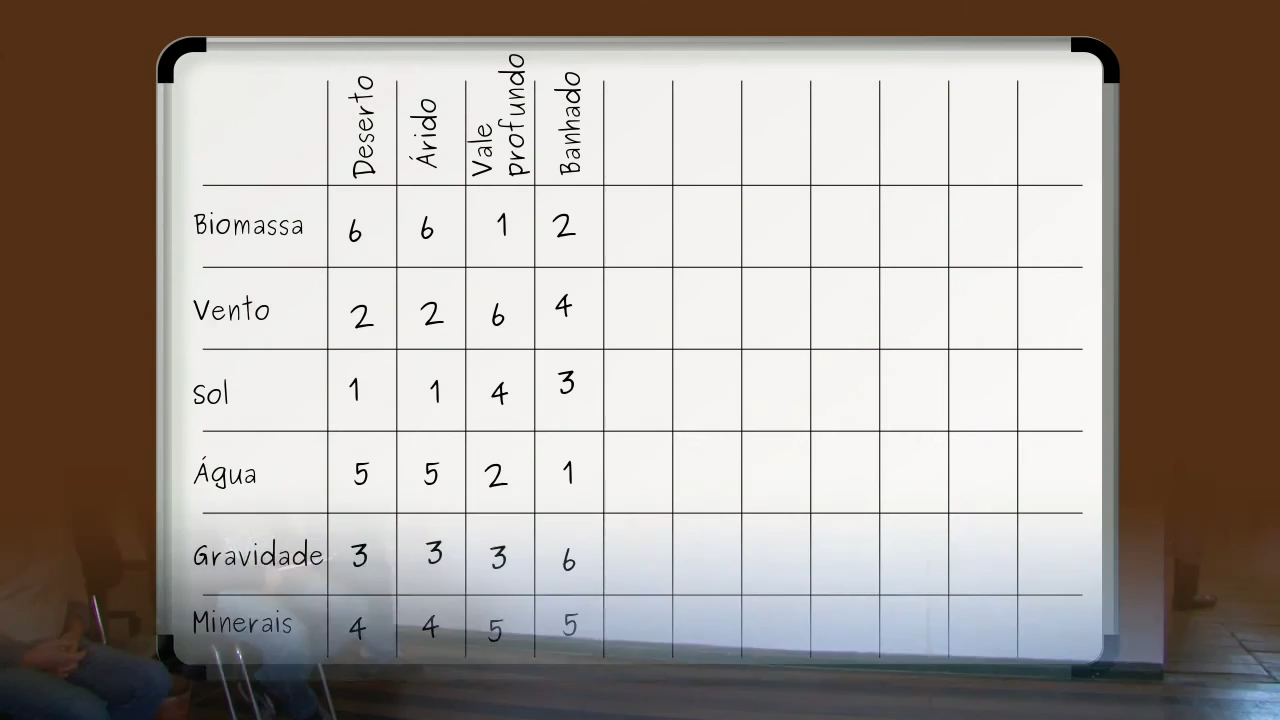 Deserto Árido Vale profundo Banhado
Biomassa 6 6 1 2
Vento 2 2 6 4
Sol 1 1 4 3
Água 5 5 2 1
Gravidade 3 3 3 6
Minerais 4 4 5 5